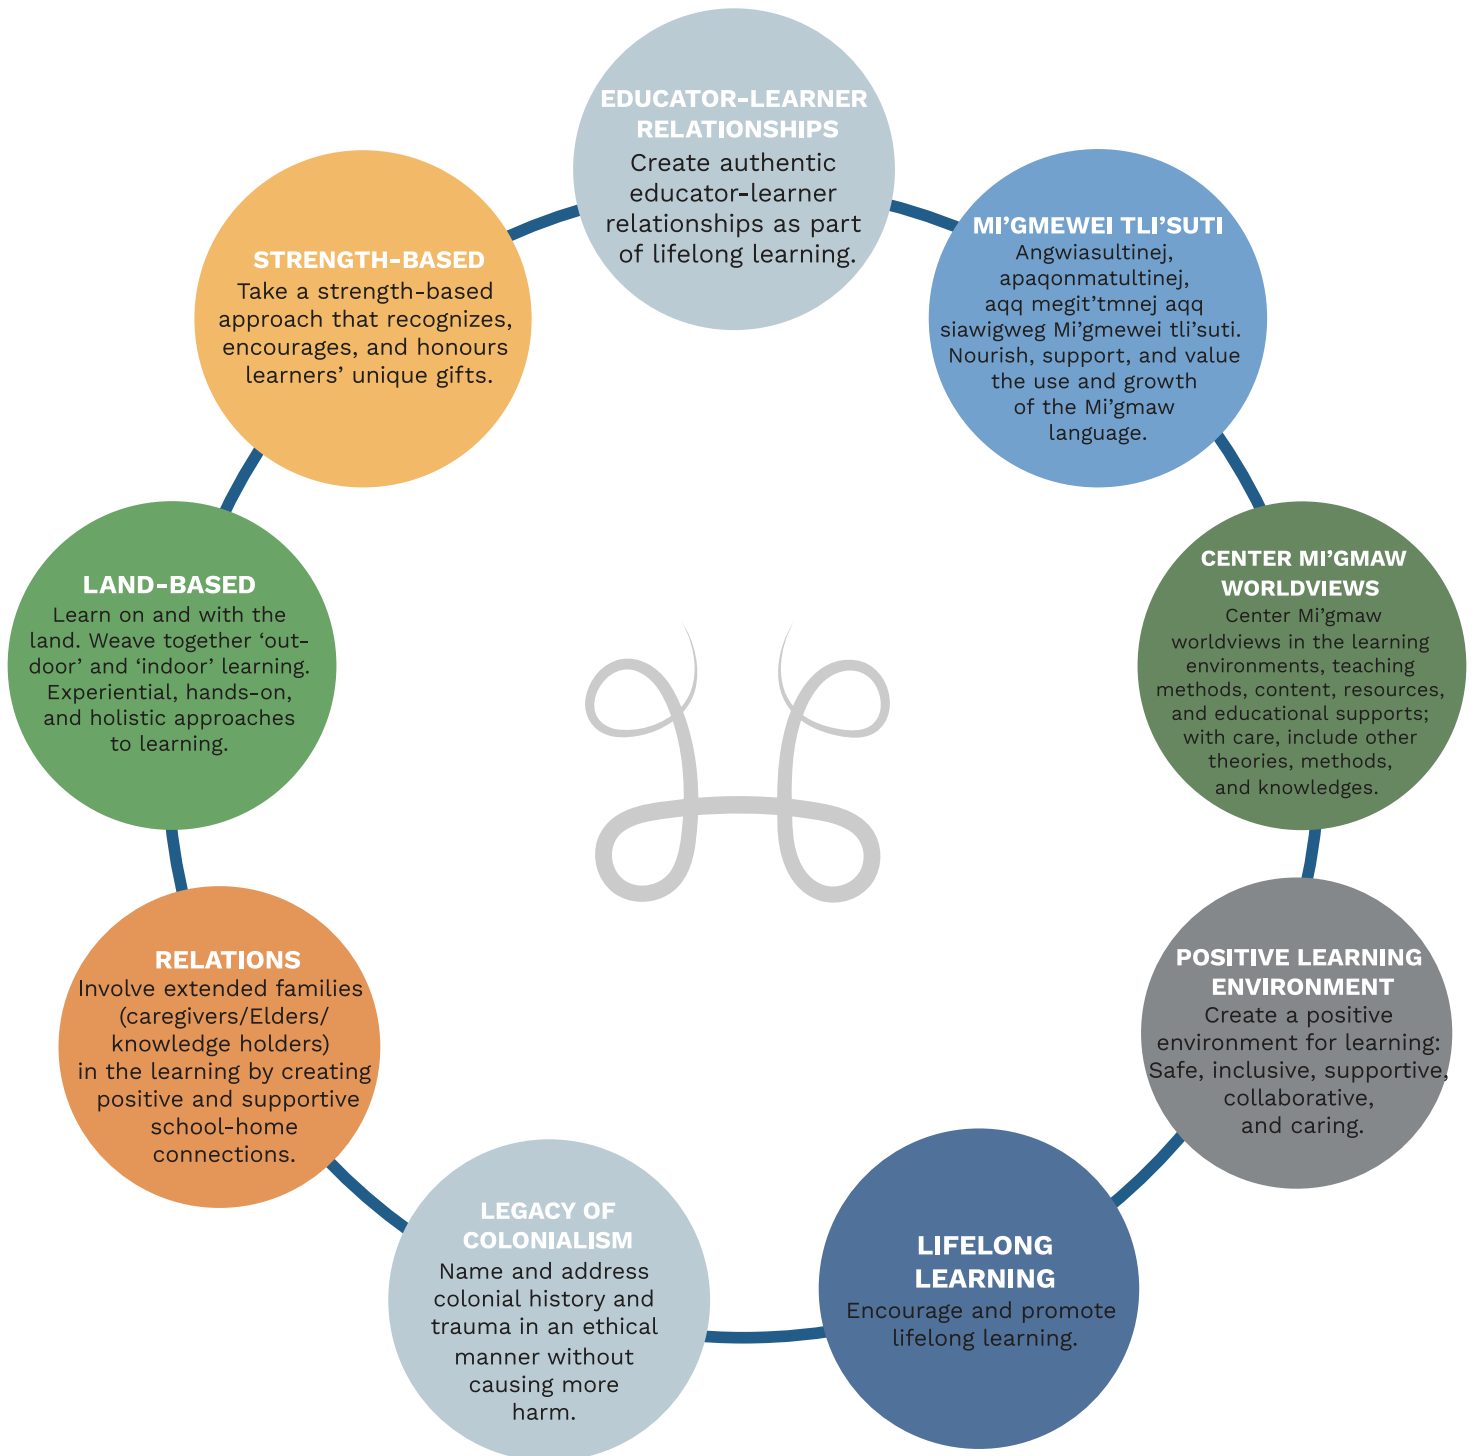 EDUCATOR-LEARNER
RELATIONSHIPS
Create authentic
educator-learner
relationships as part
of lifelong learning.
MI’GMEWEI TLI’SUTI
Angwiasultinej,
apaqonmatultinej,
aqq megit’tmnej aqq
siawigweg Mi’gmewei tli’suti.
Nourish, support, and value
the use and growth
of the Mi’gmaw
language.
CENTER MI’GMAW
WORLDVIEWS
Center Mi’gmaw
worldviews in the learning
environments, teaching
methods, content, resources,
and educational supports;
with care, include other
theories, methods,
and knowledges.
POSITIVE LEARNING
ENVIRONMENT
Create a positive
environment for learning:
Safe, inclusive, supportive,
collaborative,
and caring.
LIFELONG
LEARNING
Encourage and promote
lifelong learning.
LEGACY OF
COLONIALISM
Name and address
colonial history and
trauma in an ethical
manner without
causing more
harm.
RELATIONS
Involve extended families
(caregivers/Elders/
knowledge holders)
in the learning by creating
positive and supportive
school-home
connections.
LAND-BASED
Learn on and with the
land. Weave together ‘out-
door’ and ‘indoor’ learning.
Experiential, hands-on,
and holistic approaches
to learning.
STRENGTH-BASED
Take a strength-based
approach that recognizes,
encourages, and honours
learners’ unique gifts.